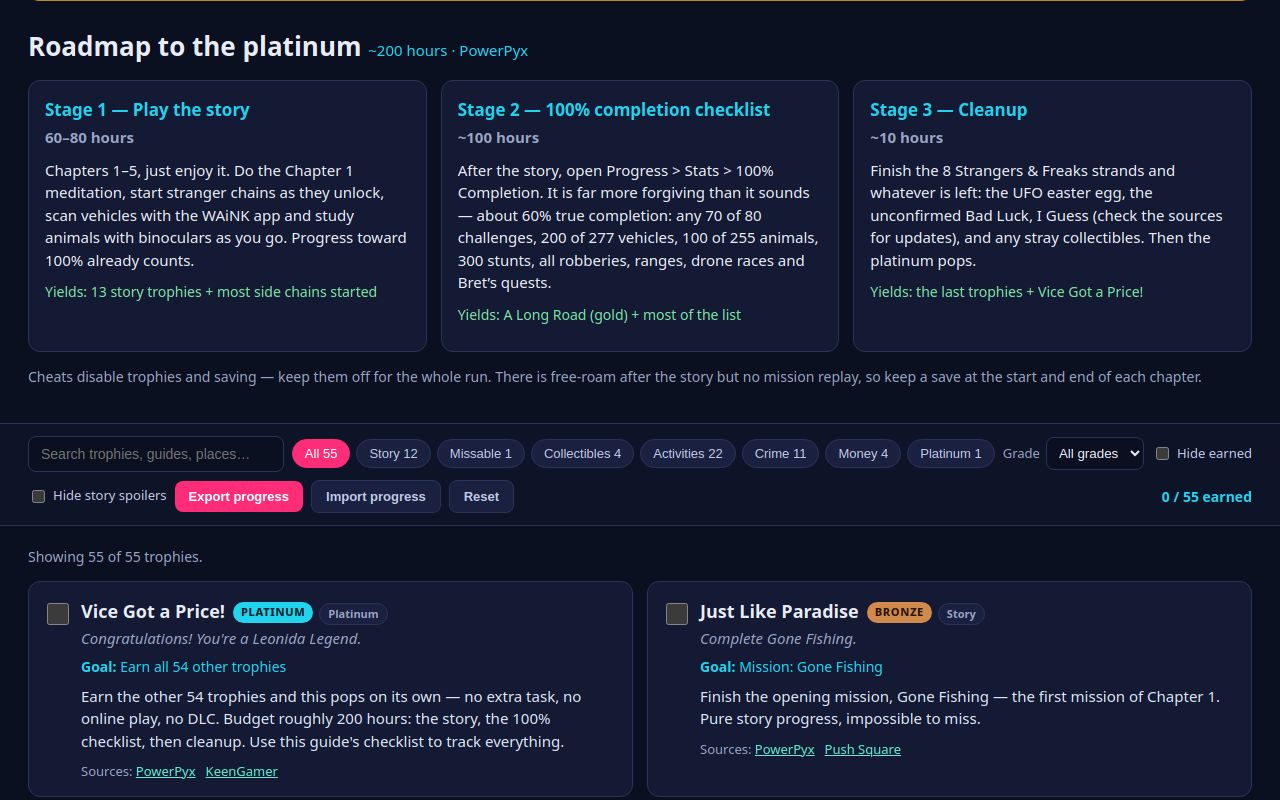 Roadmap to the platinum ~200 hours · PowerPyx
Stage 1 — Play the story
60–80 hours
Chapters 1–5, just enjoy it. Do the Chapter 1
meditation, start stranger chains as they unlock,
scan vehicles with the WAiNK app and study
animals with binoculars as you go. Progress toward
100% already counts.
Yields: 13 story trophies + most side chains started
Stage 2 — 100% completion checklist
~100 hours
After the story, open Progress > Stats > 100%
Completion. It is far more forgiving than it sounds
— about 60% true completion: any 70 of 80
challenges, 200 of 277 vehicles, 100 of 255 animals,
300 stunts, all robberies, ranges, drone races and
Bret's quests.
Yields: A Long Road (gold) + most of the list
Stage 3 — Cleanup
~10 hours
Finish the 8 Strangers & Freaks strands and
whatever is left: the UFO easter egg, the
unconfirmed Bad Luck, I Guess (check the sources
for updates), and any stray collectibles. Then the
platinum pops.
Yields: the last trophies + Vice Got a Price!
Cheats disable trophies and saving — keep them off for the whole run. There is free-roam after the story but no mission replay, so keep a save at the start and end of each chapter.
Search trophies, guides, places…
All 55
Story 12
Missable 1
Collectibles 4
Activities 22
Crime 11
Money 4
Platinum 1
Grade
All grades
Hide earned
Hide story spoilers
Export progress
Import progress
Reset
0 / 55 earned
Showing 55 of 55 trophies.
Vice Got a Price! PLATINUM Platinum
Congratulations! You're a Leonida Legend.
Goal: Earn all 54 other trophies
Earn the other 54 trophies and this pops on its own — no extra task, no
online play, no DLC. Budget roughly 200 hours: the story, the 100%
checklist, then cleanup. Use this guide's checklist to track everything.
Sources: PowerPyx KeenGamer
Just Like Paradise BRONZE Story
Complete Gone Fishing.
Goal: Mission: Gone Fishing
Finish the opening mission, Gone Fishing — the first mission of Chapter 1.
Pure story progress, impossible to miss.
Sources: PowerPyx Push Square